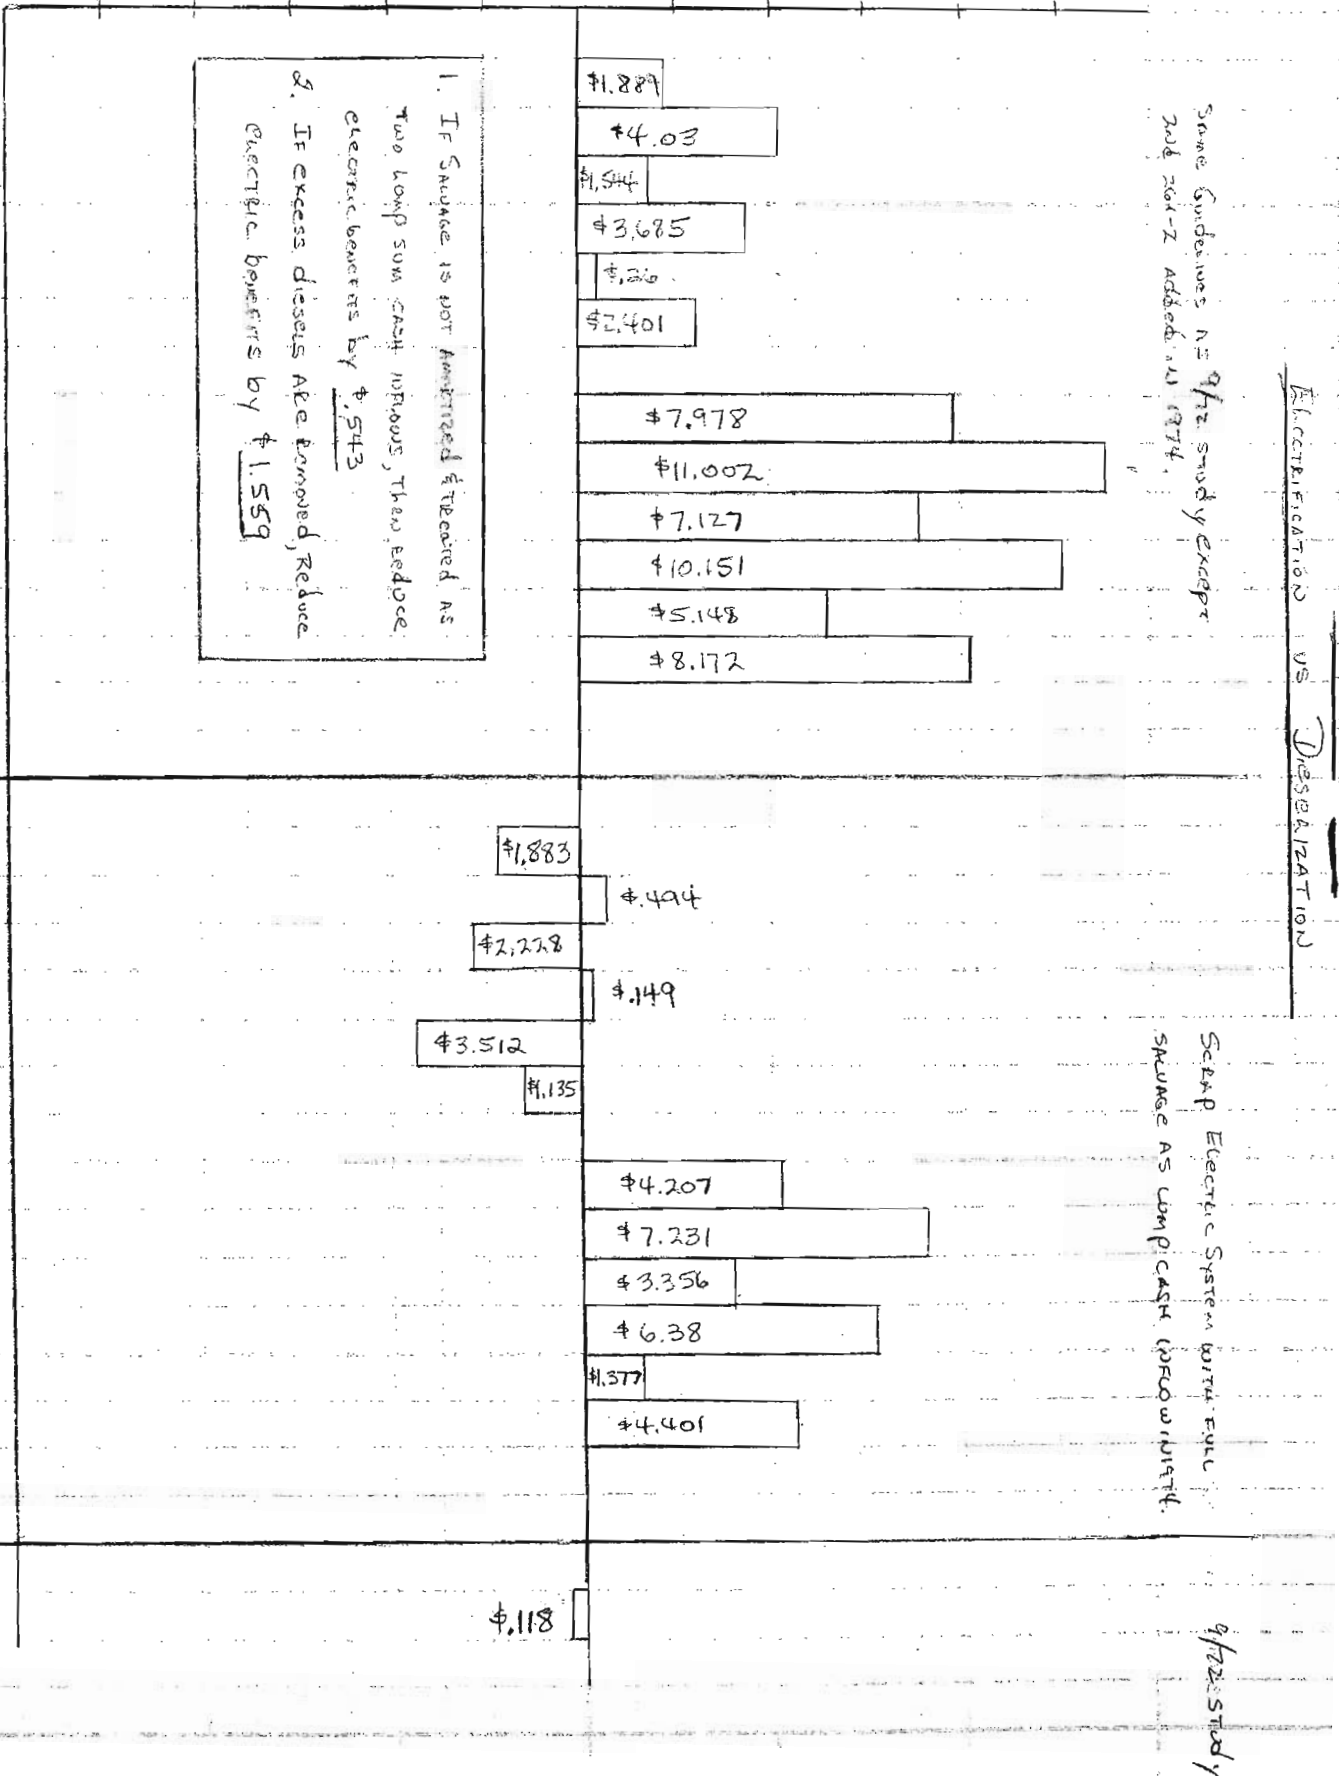 ELECTRIFICATION VS DIESELIZATION
Same Guidelines as 9/72 study except
2nd 264-2 added in 1974.
$1.889
$4.03
$1.544
$3.685
$.26
$2.401
$7.978
$11.002
$7.127
$10.151
$5.148
$8.172
1. IF SALVAGE IS NOT AMORTIZED & TREATED AS
TWO LUMP SUM CASH INFLOWS, THEN REDUCE
ELECTRIC BENEFITS by $.543
2. IF EXCESS diESELS ARE REMOVED, REDUCE
ELECTRIC BENEFITS by $1.559
SCRAP ELECTRIC SYSTEM WITH FULL
SALVAGE AS LUMP CASH INFLOW IN 1974.
$1.883
$.494
$2.228
$.149
$3.512
$1.135
$4.207
$7.231
$3.356
$6.38
$1.377
$4.401
9/72 STUDY
$.118